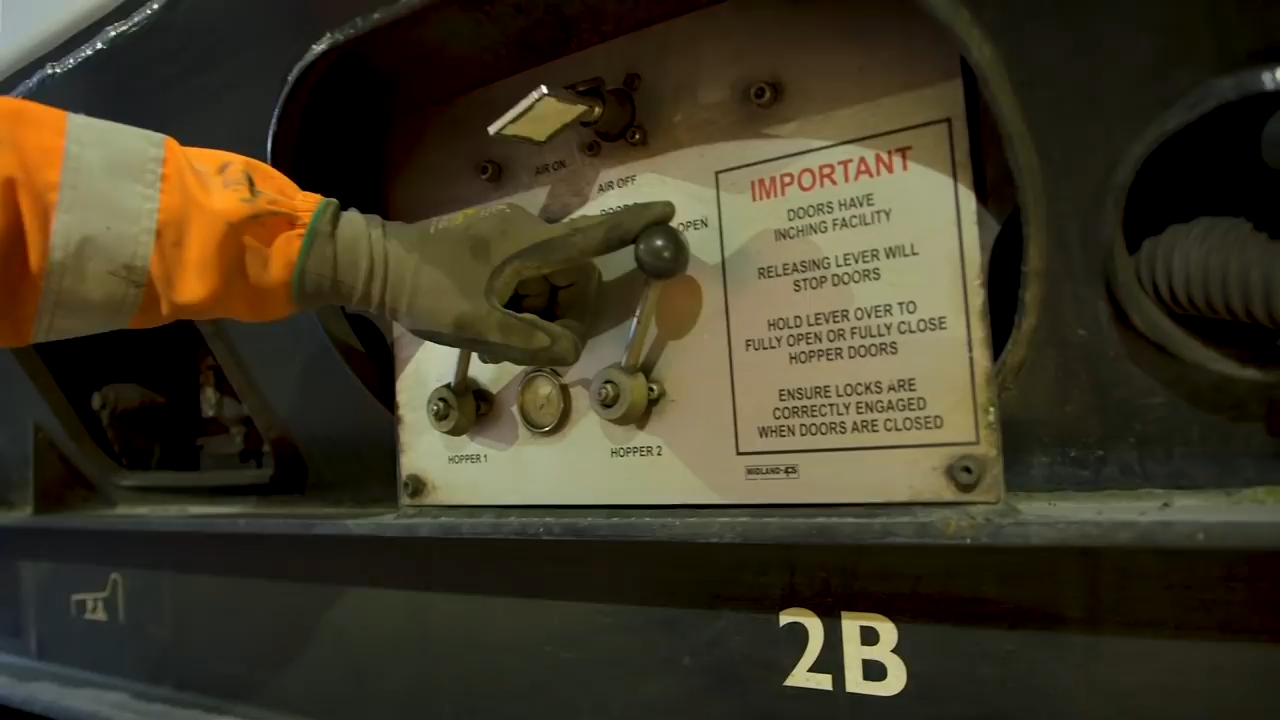 AIR ON
AIR OFF
OPEN
IMPORTANT
DOORS HAVE
INCHING FACILITY
RELEASING LEVER WILL
STOP DOORS
HOLD LEVER OVER TO
FULLY OPEN OR FULLY CLOSE
HOPPER DOORS
ENSURE LOCKS ARE
CORRECTLY ENGAGED
WHEN DOORS ARE CLOSED
HOPPER 1
HOPPER 2
MIDLAND-ACS
2B